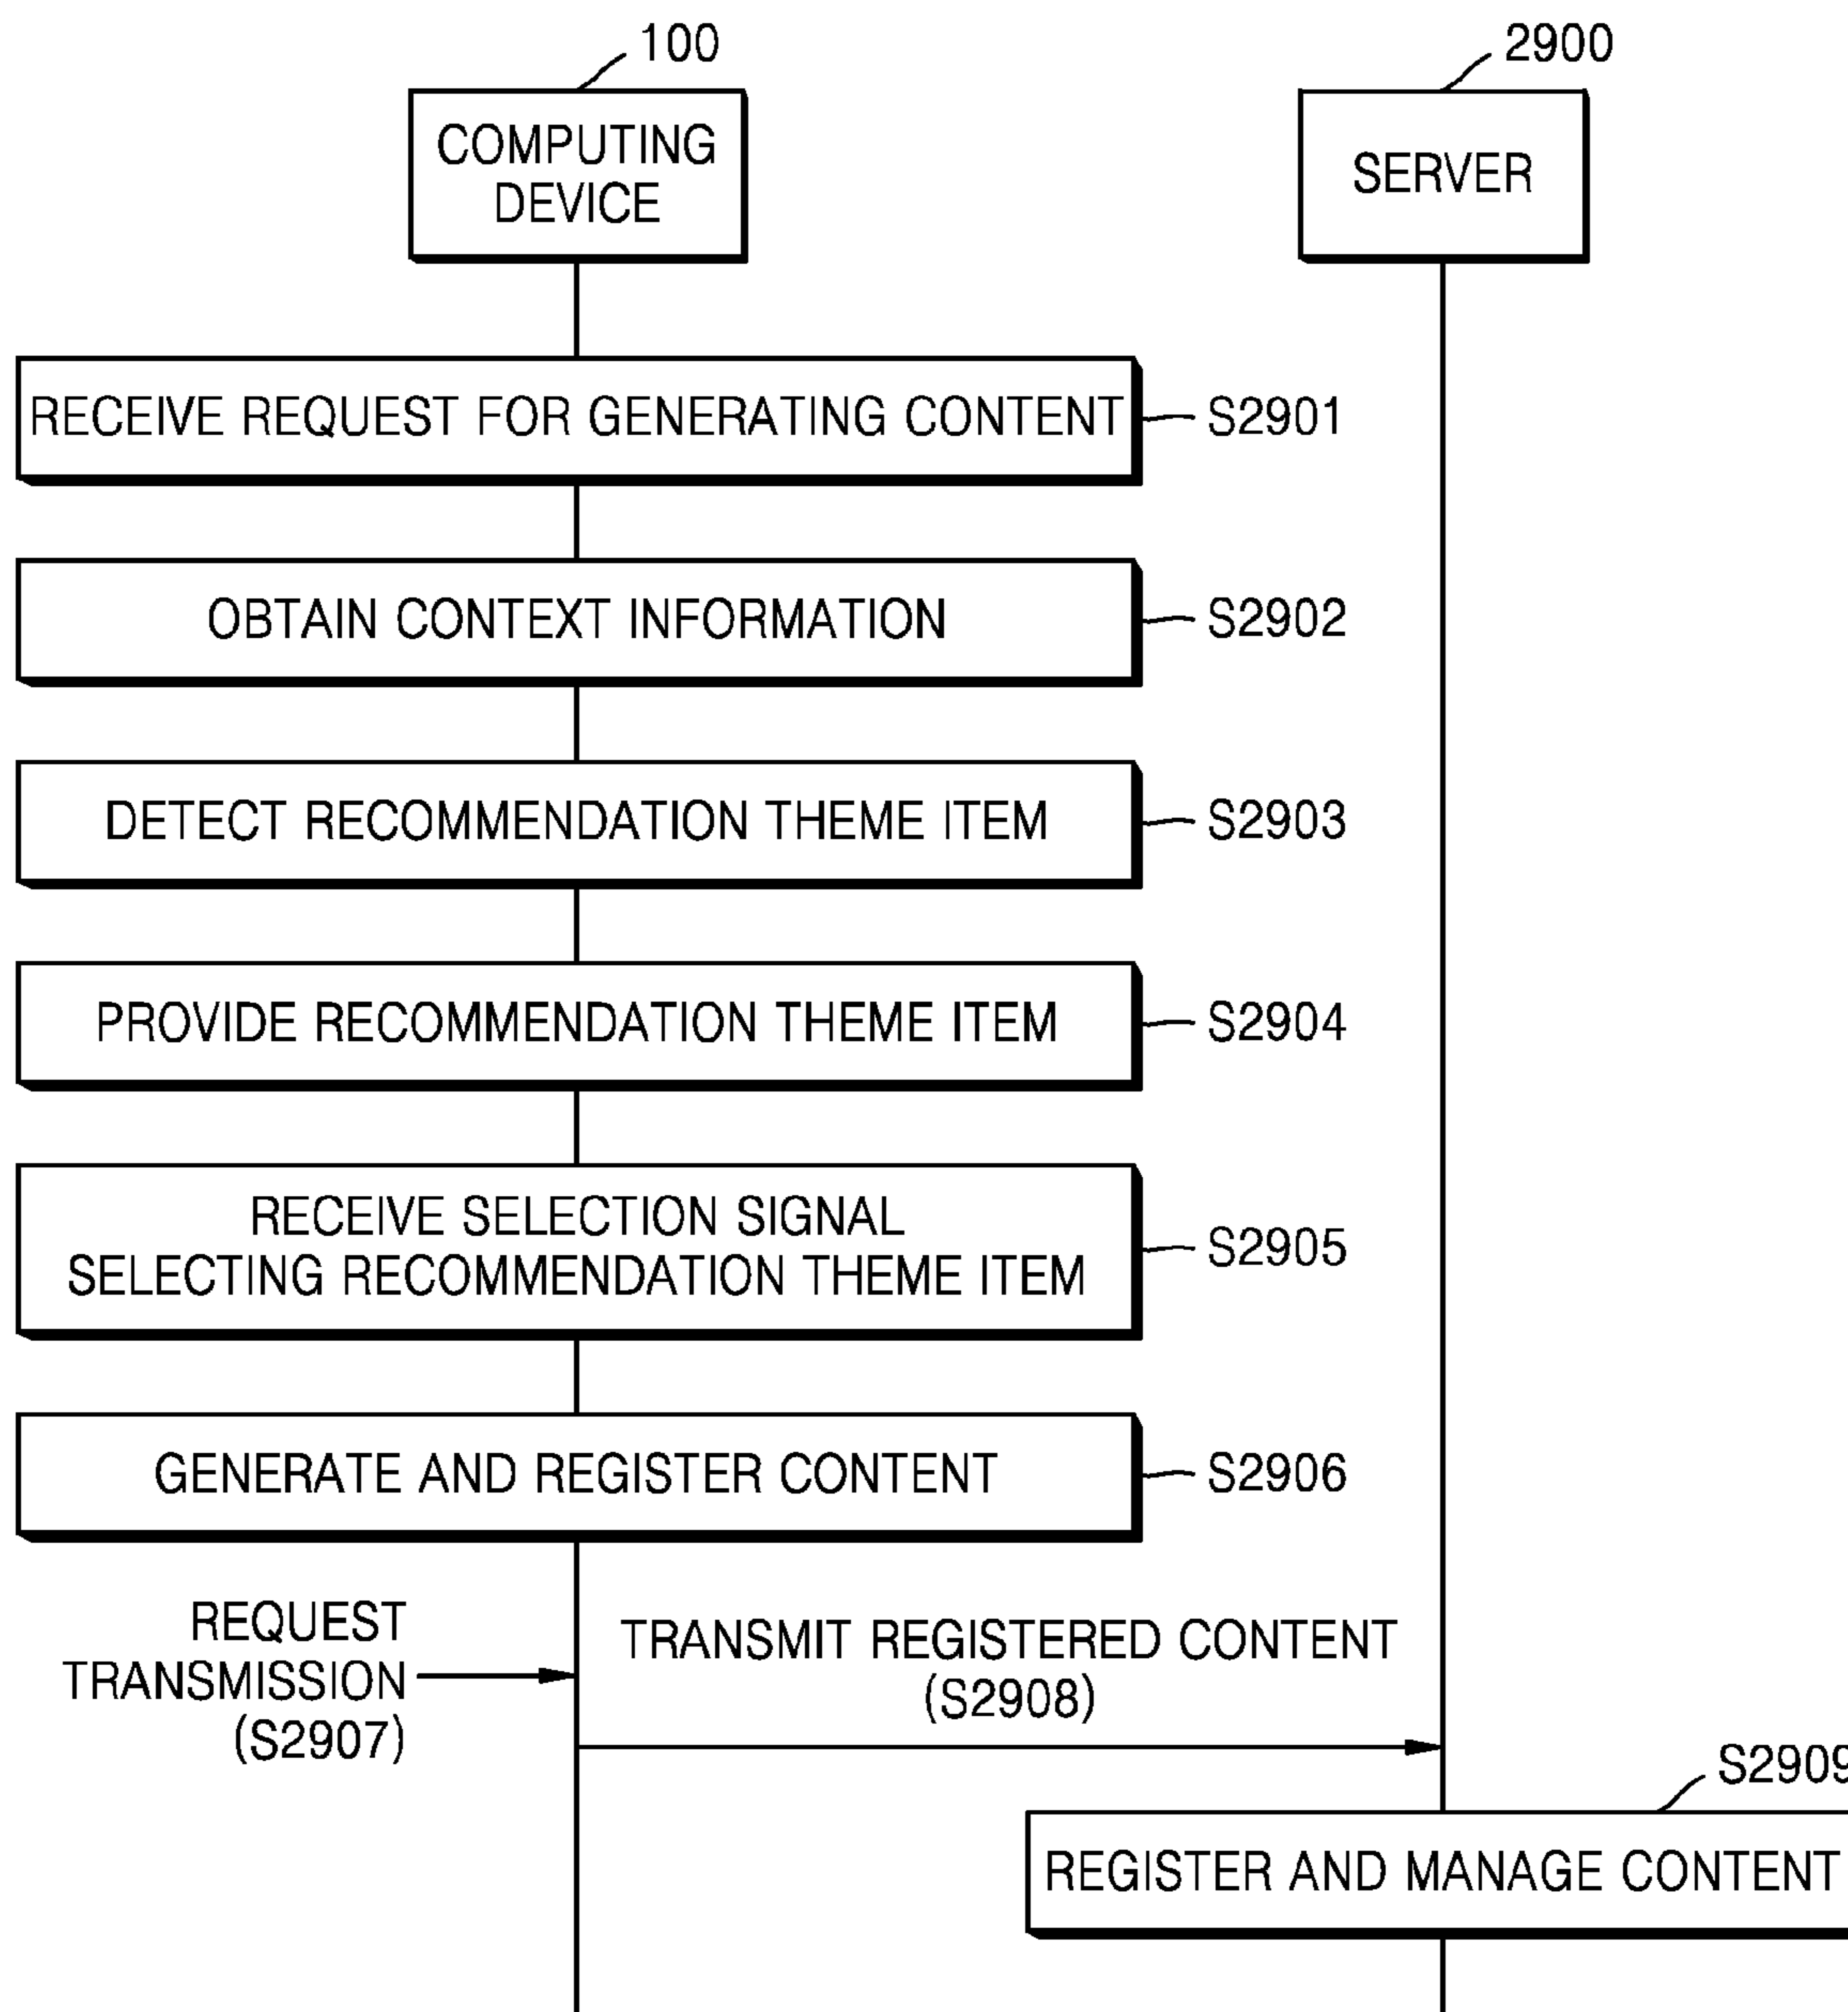 100
2900
COMPUTING
DEVICE
SERVER
RECEIVE REQUEST FOR GENERATING CONTENT
S2901
OBTAIN CONTEXT INFORMATION
S2902
DETECT RECOMMENDATION THEME ITEM
S2903
PROVIDE RECOMMENDATION THEME ITEM
S2904
RECEIVE SELECTION SIGNAL
SELECTING RECOMMENDATION THEME ITEM
S2905
GENERATE AND REGISTER CONTENT
S2906
REQUEST
TRANSMISSION
(S2907)
TRANSMIT REGISTERED CONTENT
(S2908)
S2909
REGISTER AND MANAGE CONTENT